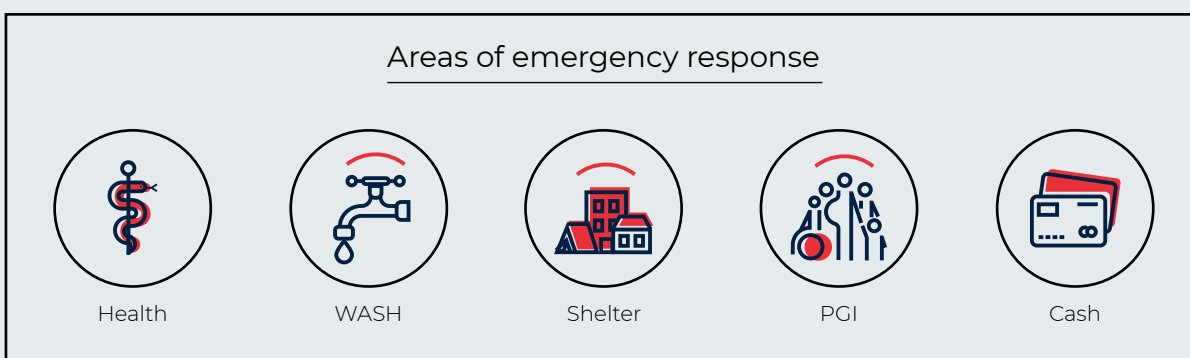 Areas of emergency response
Health
WASH
Shelter
PGI
Cash